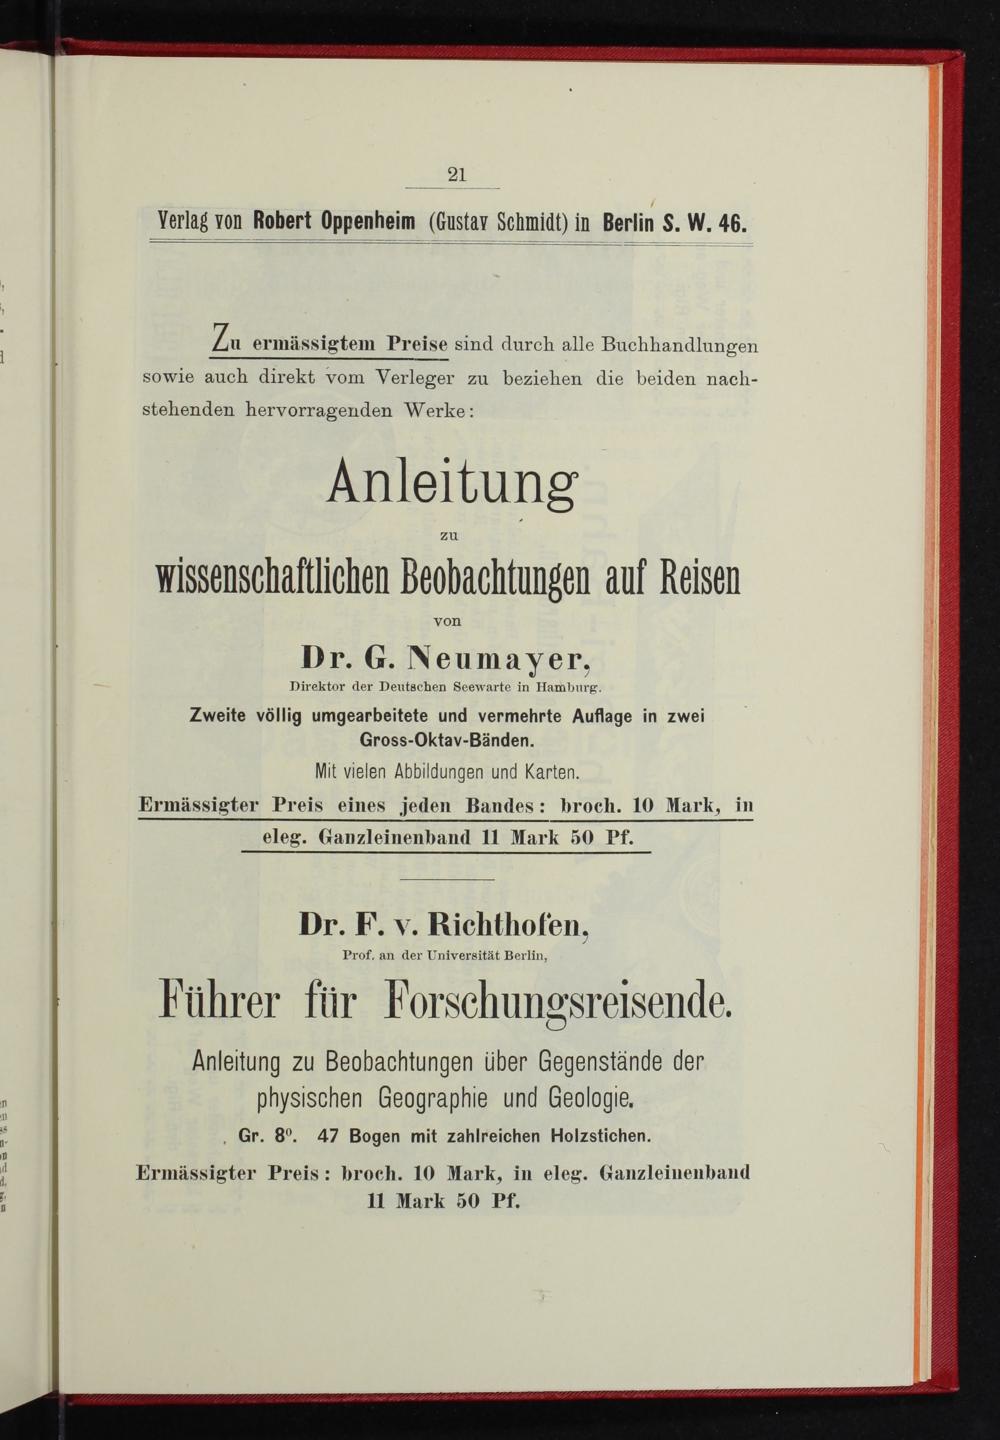 21
Verlag von Robert Oppenheim (Gustav Schmidt) in Berlin S. W. 46.
Zu ermässigtem Preise sind durch alle Buchhandlungen
sowie auch direkt vom Verleger zu beziehen die beiden nach-
stehenden hervorragenden Werke:
Anleitung
zu
wissenschaftlichen Beobachtungen auf Reisen
von
Dr. G. Neumayer,
Direktor der Deutschen Seewarte in Hamburg.
Zweite völlig umgearbeitete und vermehrte Auflage in zwei
Gross-Oktav-Bänden.
Mit vielen Abbildungen und Karten.
Ermässigter Preis eines jeden Bandes: broch. 10 Mark, in
eleg. Ganzleinenband 11 Mark 50 Pf.
Dr. F. v. Richthofen,
Prof. an der Universität Berlin,
Führer für Forschungsreisende.
Anleitung zu Beobachtungen über Gegenstände der
physischen Geographie und Geologie.
Gr. 8º. 47 Bogen mit zahlreichen Holzstichen.
Ermässigter Preis: broch. 10 Mark, in eleg. Ganzleinenband
11 Mark 50 Pf.